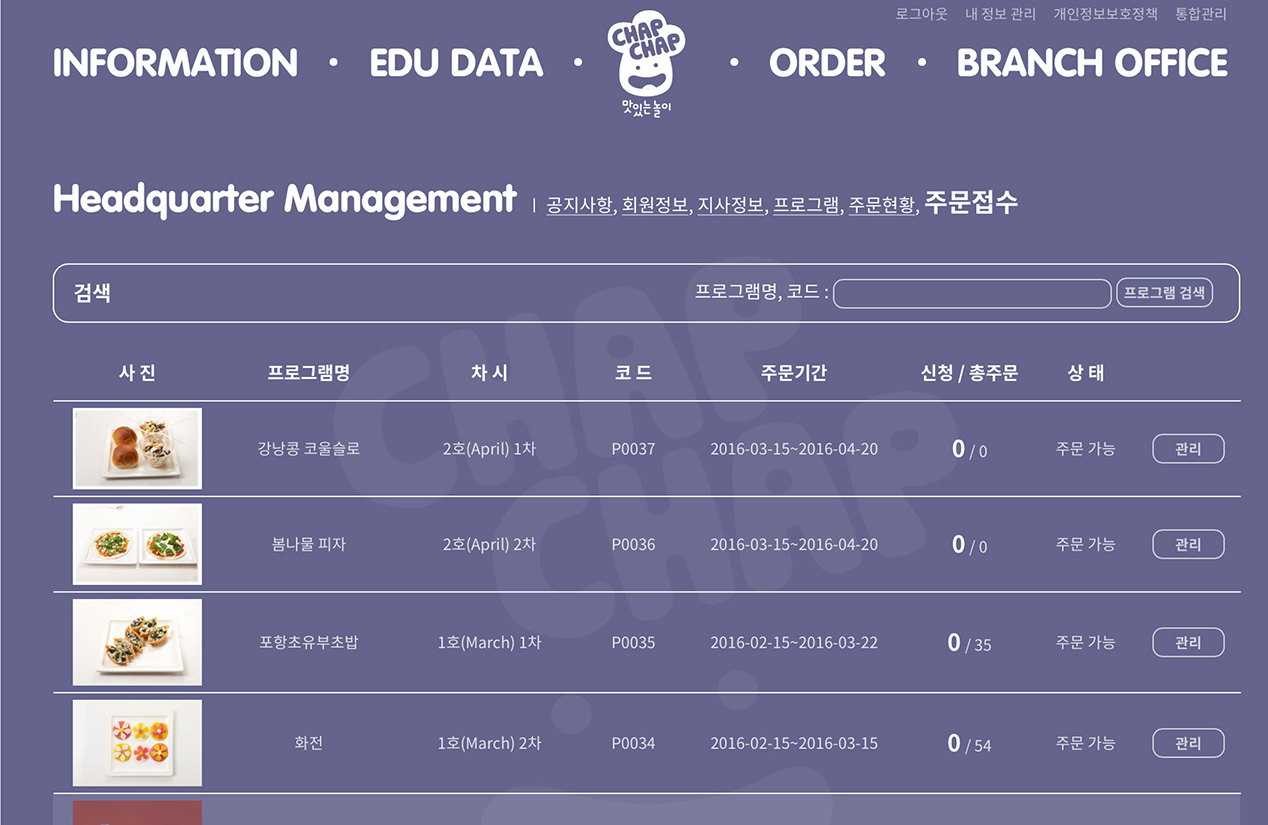 로그아웃 내 정보 관리 개인정보보호정책 통합관리
INFORMATION • EDU DATA • CHAP CHAP 맛있는놀이 • ORDER • BRANCH OFFICE
Headquarter Management | 공지사항, 회원정보, 지사정보, 프로그램, 주문현황, 주문접수
검색 프로그램명, 코드 : 프로그램 검색
사 진 프로그램명 차 시 코 드 주문기간 신청 / 총주문 상 태
강낭콩 코울슬로 2호(April) 1차 P0037 2016-03-15~2016-04-20 0 / 0 주문 가능 관리
봄나물 피자 2호(April) 2차 P0036 2016-03-15~2016-04-20 0 / 0 주문 가능 관리
포항초유부초밥 1호(March) 1차 P0035 2016-02-15~2016-03-22 0 / 35 주문 가능 관리
화전 1호(March) 2차 P0034 2016-02-15~2016-03-15 0 / 54 주문 가능 관리
CHAP
CHAP